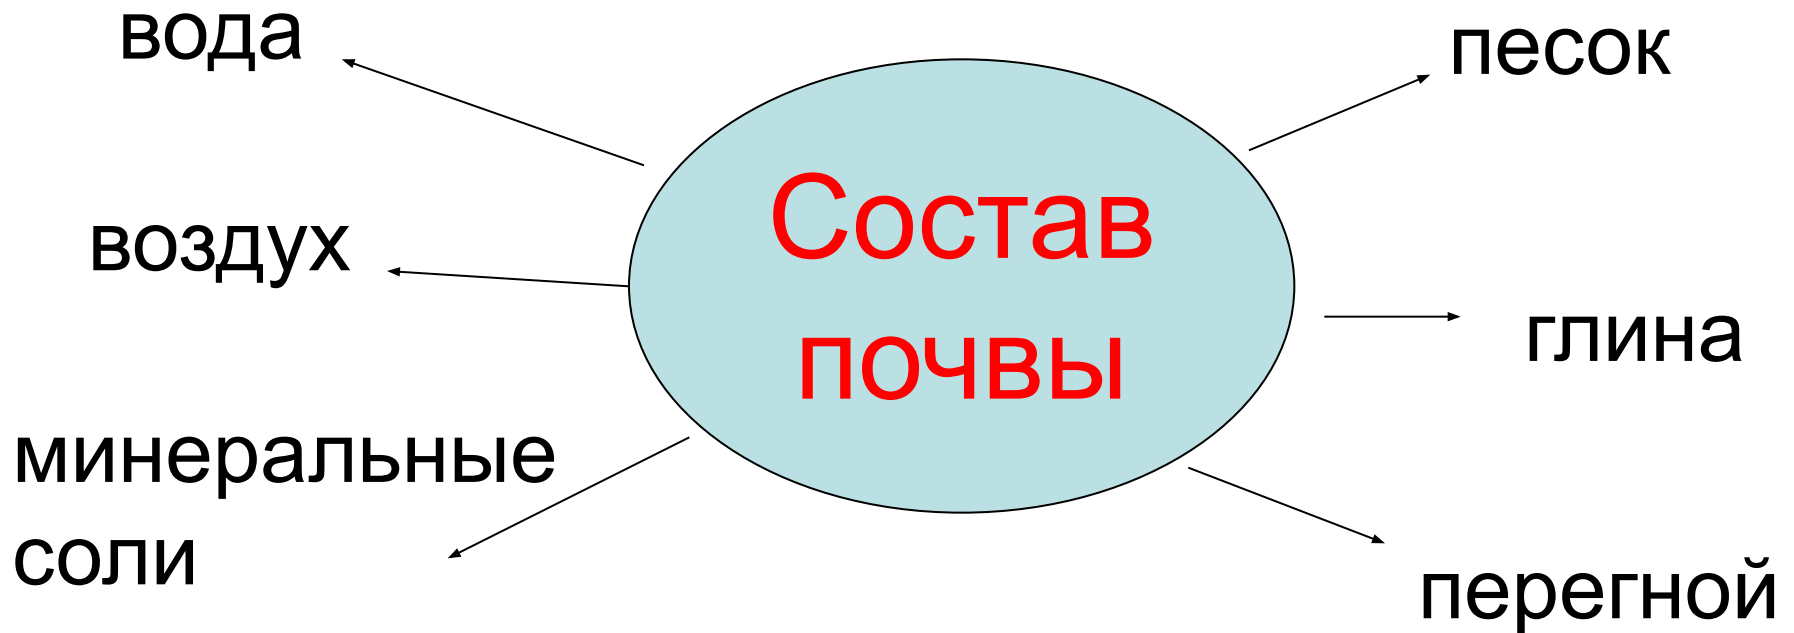 вода
песок
Состав
почвы
воздух
глина
минеральные
соли
перегной